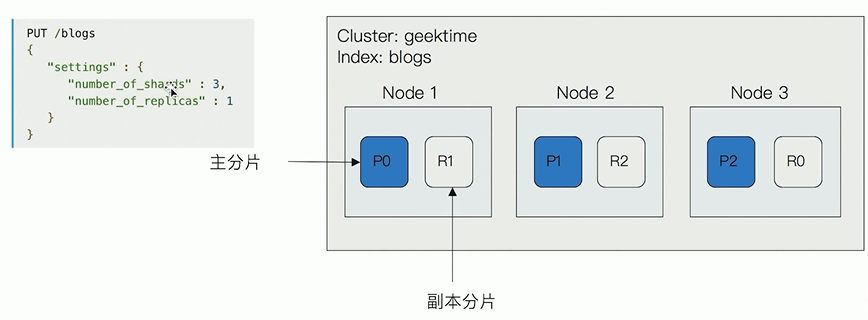 PUT /blogs
{
"settings" : {
"number_of_shards" : 3,
"number_of_replicas" : 1
}
}
主分片
Cluster: geektime
Index: blogs
Node 1
Node 2
Node 3
P0
R1
P1
R2
P2
R0
副本分片